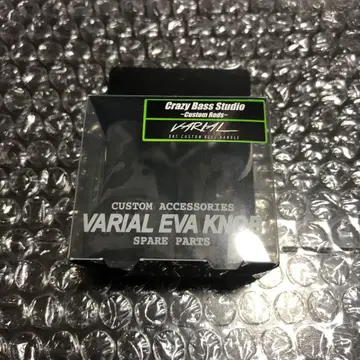 Crazy Bass Studio
~Custom Rods~
VARIAL
CUSTOM ACCESSORIES
VARIAL EVA KNOB
SPARE PARTS